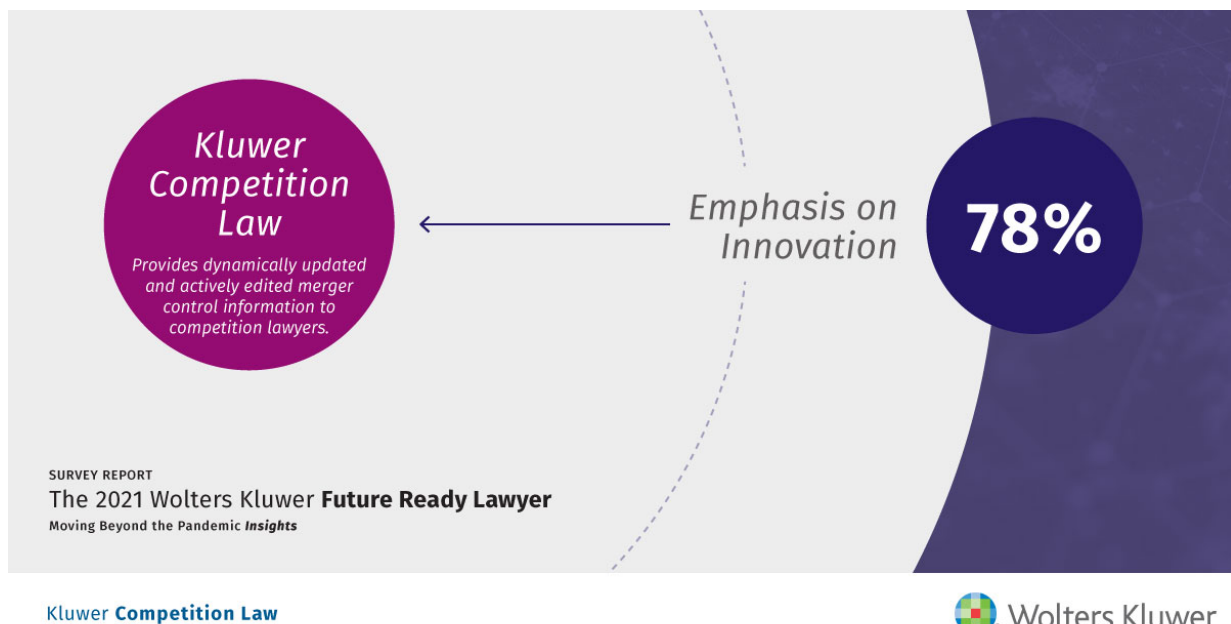 Kluwer
Competition
Law
Provides dynamically updated
and actively edited merger
control information to
competition lawyers.
Emphasis on
Innovation
78%
SURVEY REPORT
The 2021 Wolters Kluwer Future Ready Lawyer
Moving Beyond the Pandemic Insights
Kluwer Competition Law
Wolters Kluwer